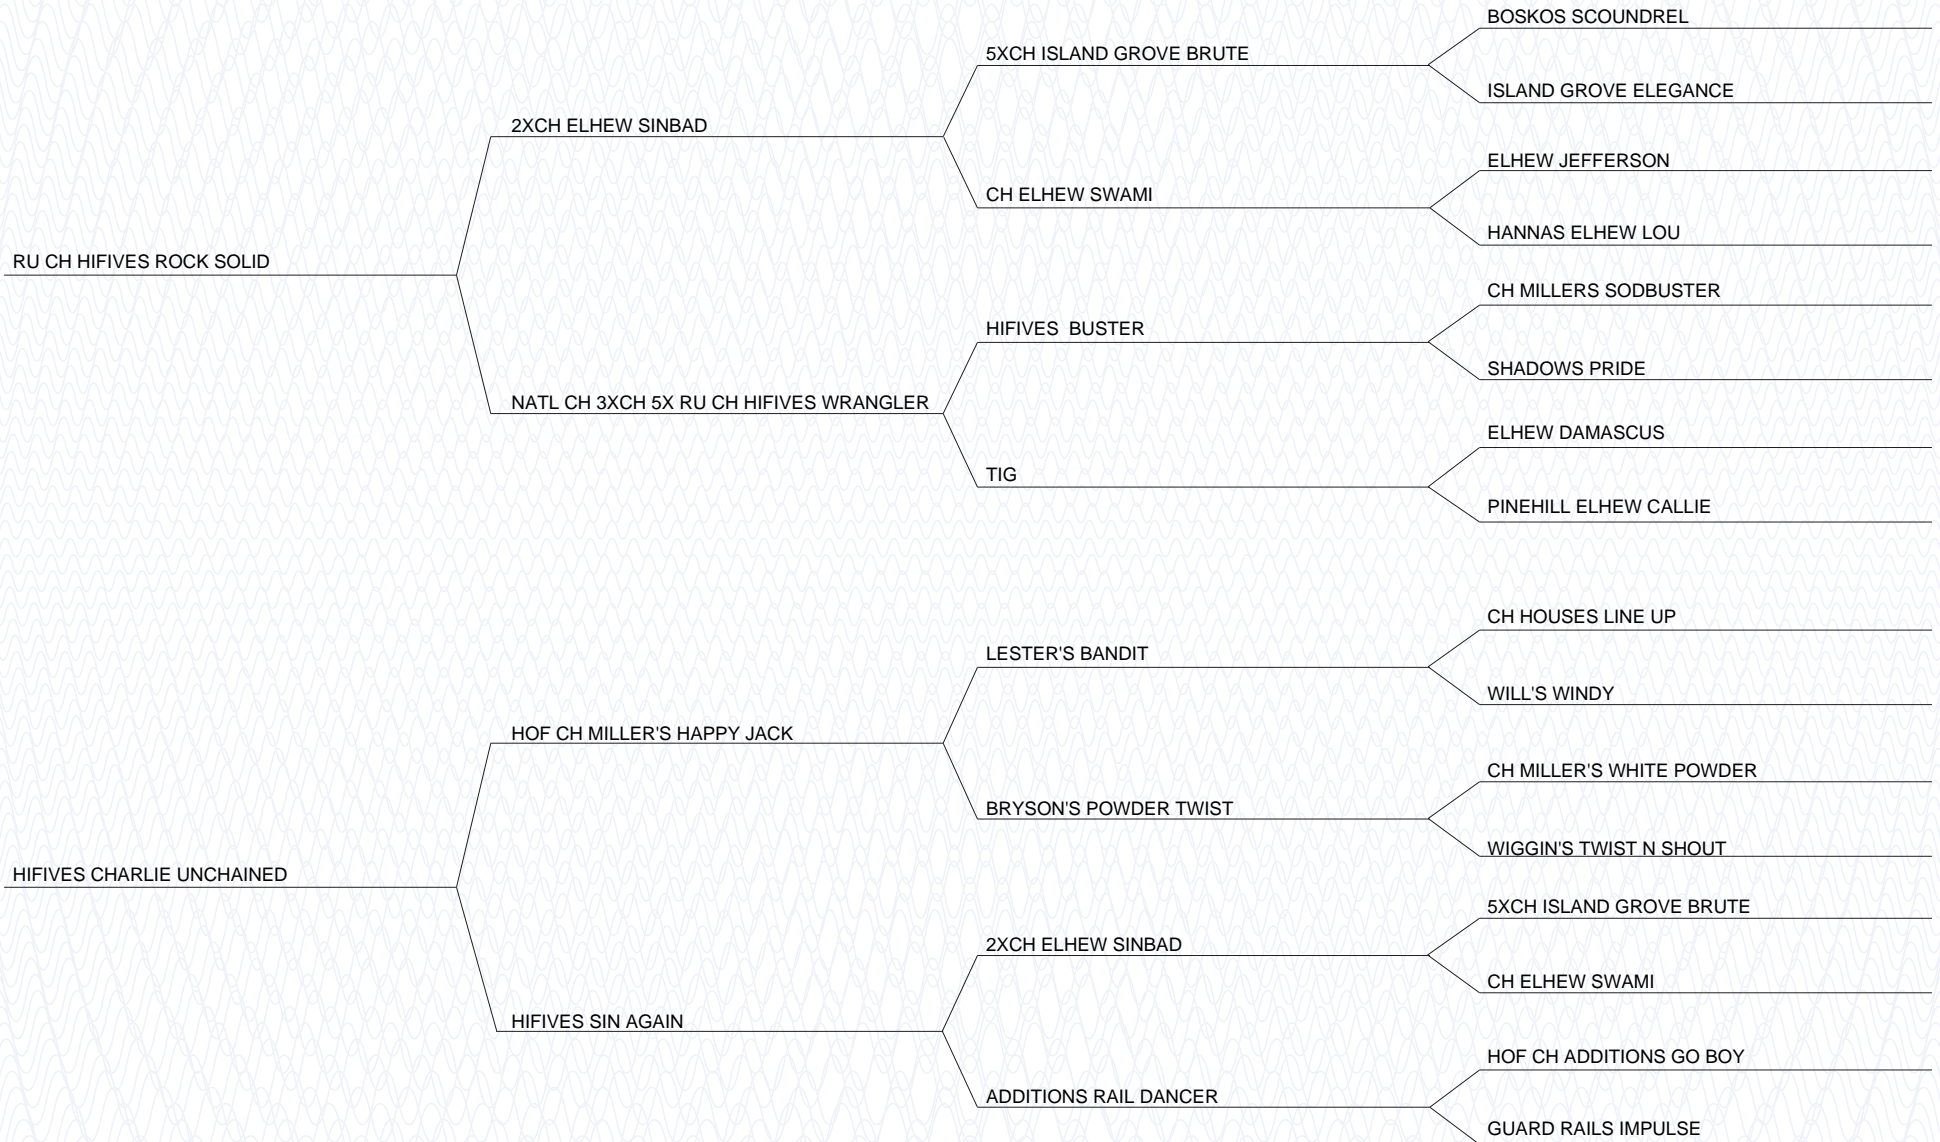 BOSKOS SCOUNDREL
5XCH ISLAND GROVE BRUTE
ISLAND GROVE ELEGANCE
2XCH ELHEW SINBAD
ELHEW JEFFERSON
CH ELHEW SWAMI
HANNAS ELHEW LOU
RU CH HIFIVES ROCK SOLID
CH MILLERS SODBUSTER
HIFIVES  BUSTER
SHADOWS PRIDE
NATL CH 3XCH 5X RU CH HIFIVES WRANGLER
ELHEW DAMASCUS
TIG
PINEHILL ELHEW CALLIE
CH HOUSES LINE UP
LESTER'S BANDIT
WILL'S WINDY
HOF CH MILLER'S HAPPY JACK
CH MILLER'S WHITE POWDER
BRYSON'S POWDER TWIST
WIGGIN'S TWIST N SHOUT
HIFIVES CHARLIE UNCHAINED
5XCH ISLAND GROVE BRUTE
2XCH ELHEW SINBAD
CH ELHEW SWAMI
HIFIVES SIN AGAIN
HOF CH ADDITIONS GO BOY
ADDITIONS RAIL DANCER
GUARD RAILS IMPULSE